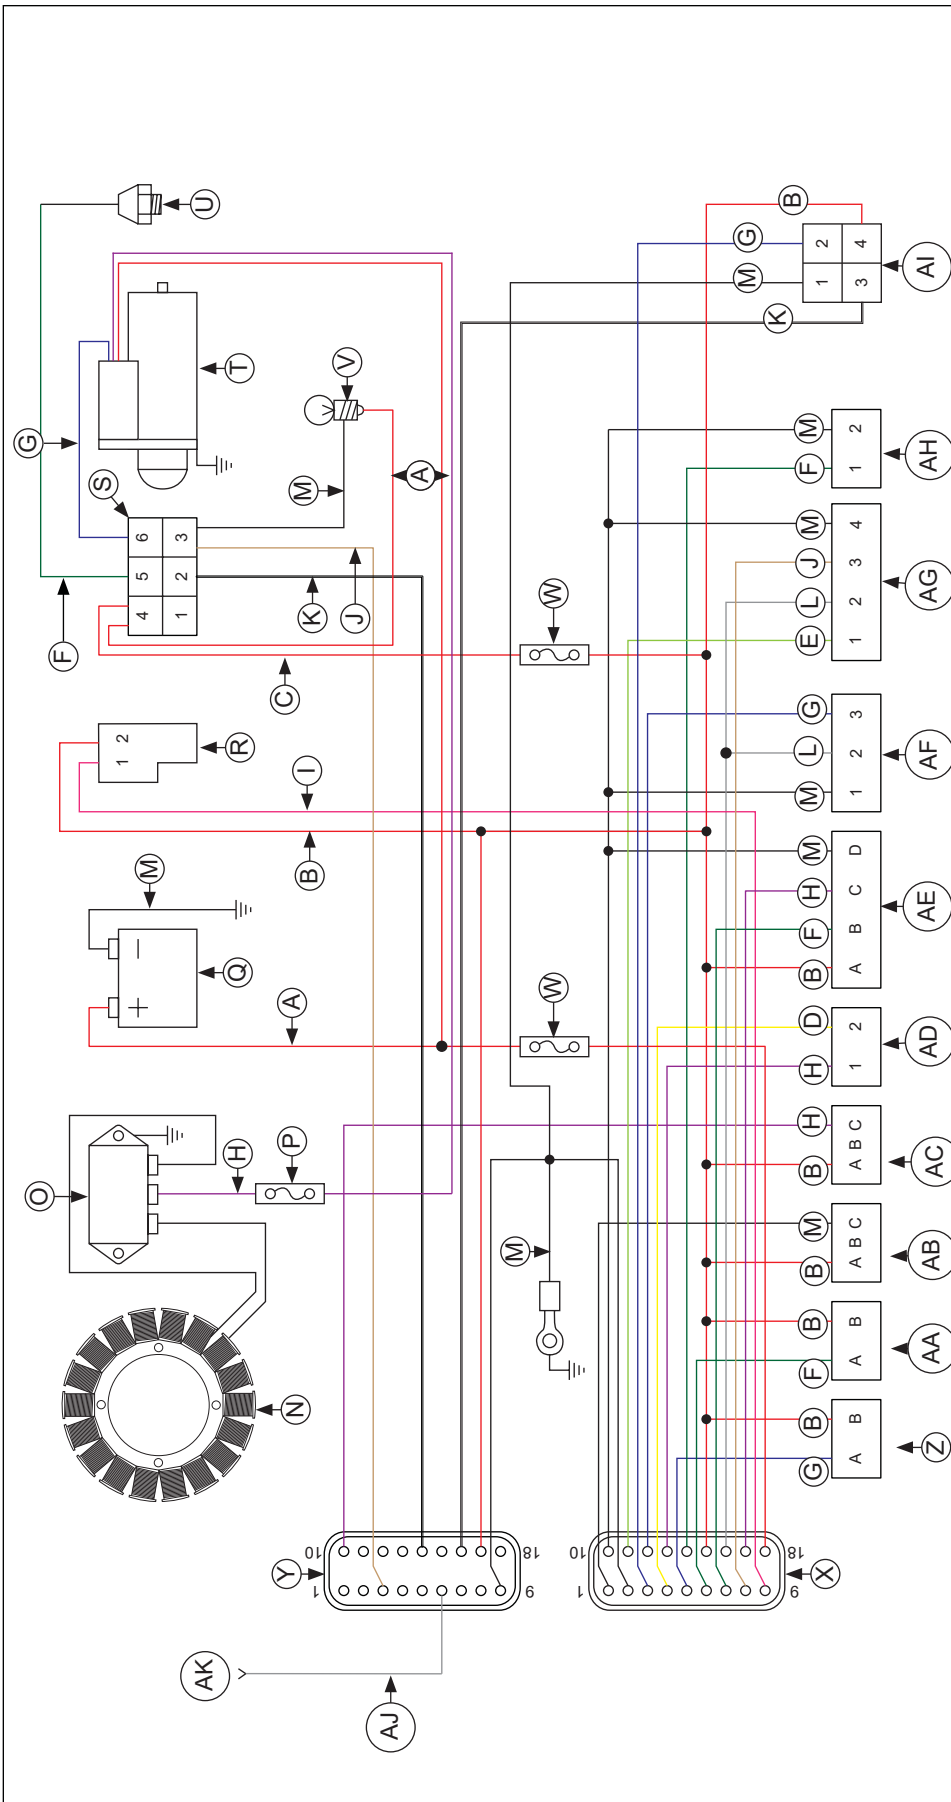 U
G
T
V
S
M
A
6
5
4
3
2
1
F
K
J
C
W
2
1
R
I
B
M
+
−
Q
A
W
O
H
P
M
N
Y
10
1
18
9
X
10
1
18
9
AK
AJ
B
G
M
K
2
4
1
3
AI
M
F
2
1
AH
M
J
L
E
4
3
2
1
AG
G
L
M
3
2
1
AF
M
H
F
B
D
C
B
A
AE
D
H
2
1
AD
H
B
C
B
A
AC
M
B
C
B
A
AB
B
F
B
A
AA
B
G
B
A
Z